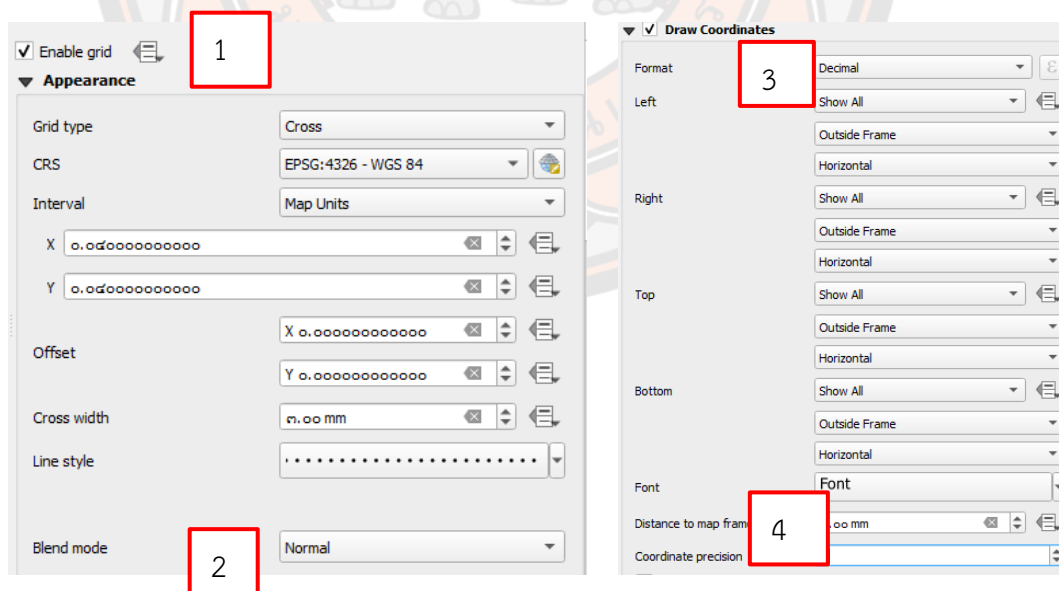 1
Enable grid
Appearance
Grid type Cross
CRS EPSG:4326 - WGS 84
Interval Map Units
X ๐.๐๔๐๐๐๐๐๐๐๐๐๐
Y ๐.๐๔๐๐๐๐๐๐๐๐๐๐
Offset
X ๐.๐๐๐๐๐๐๐๐๐๐๐๐
Y ๐.๐๐๐๐๐๐๐๐๐๐๐๐
Cross width ๓.๐๐ mm
Line style
Blend mode Normal
2
Draw Coordinates
3
Format Decimal ε
Left Show All
Outside Frame
Horizontal
Right Show All
Outside Frame
Horizontal
Top Show All
Outside Frame
Horizontal
Bottom Show All
Outside Frame
Horizontal
Font Font
Distance to map frame .๐๐ mm
4
Coordinate precision